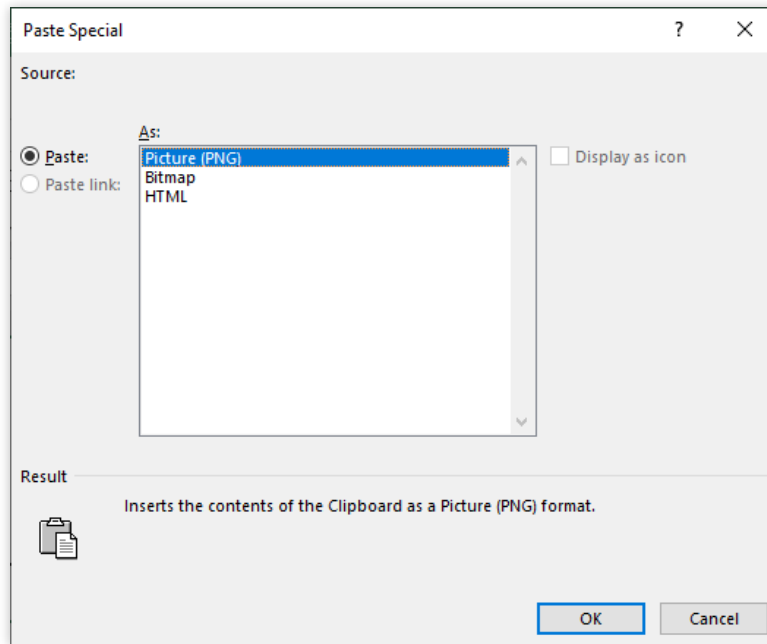 Paste Special
?
Source:
As:
Paste:
Paste link:
Picture (PNG)
Bitmap
HTML
Display as icon
Result
Inserts the contents of the Clipboard as a Picture (PNG) format.
OK
Cancel